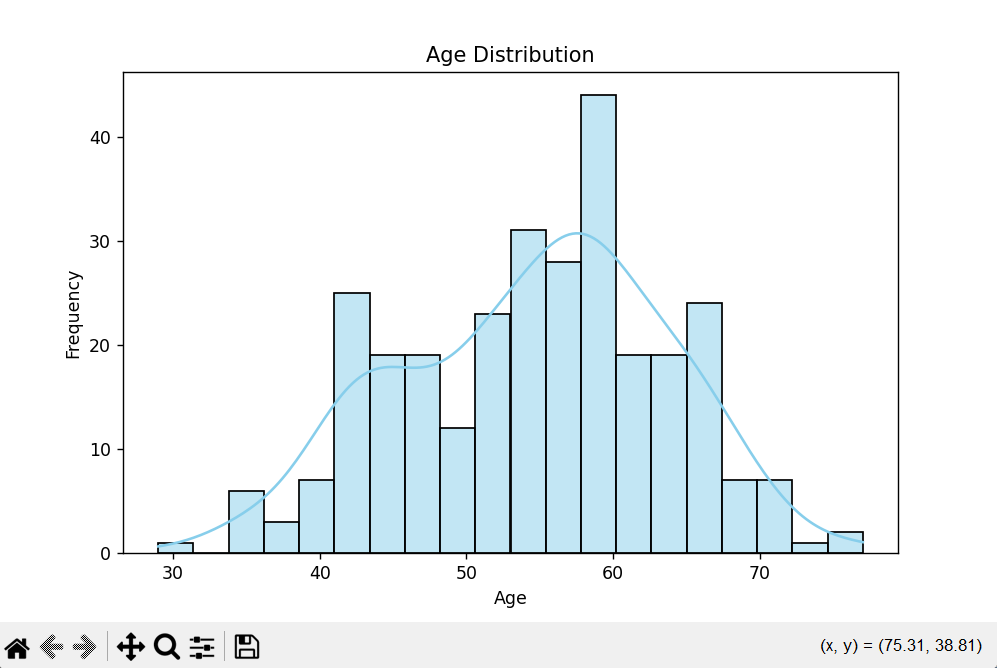 Age Distribution
Frequency
40
30
20
10
0
30 40 50 60 70
Age
(x, y) = (75.31, 38.81)